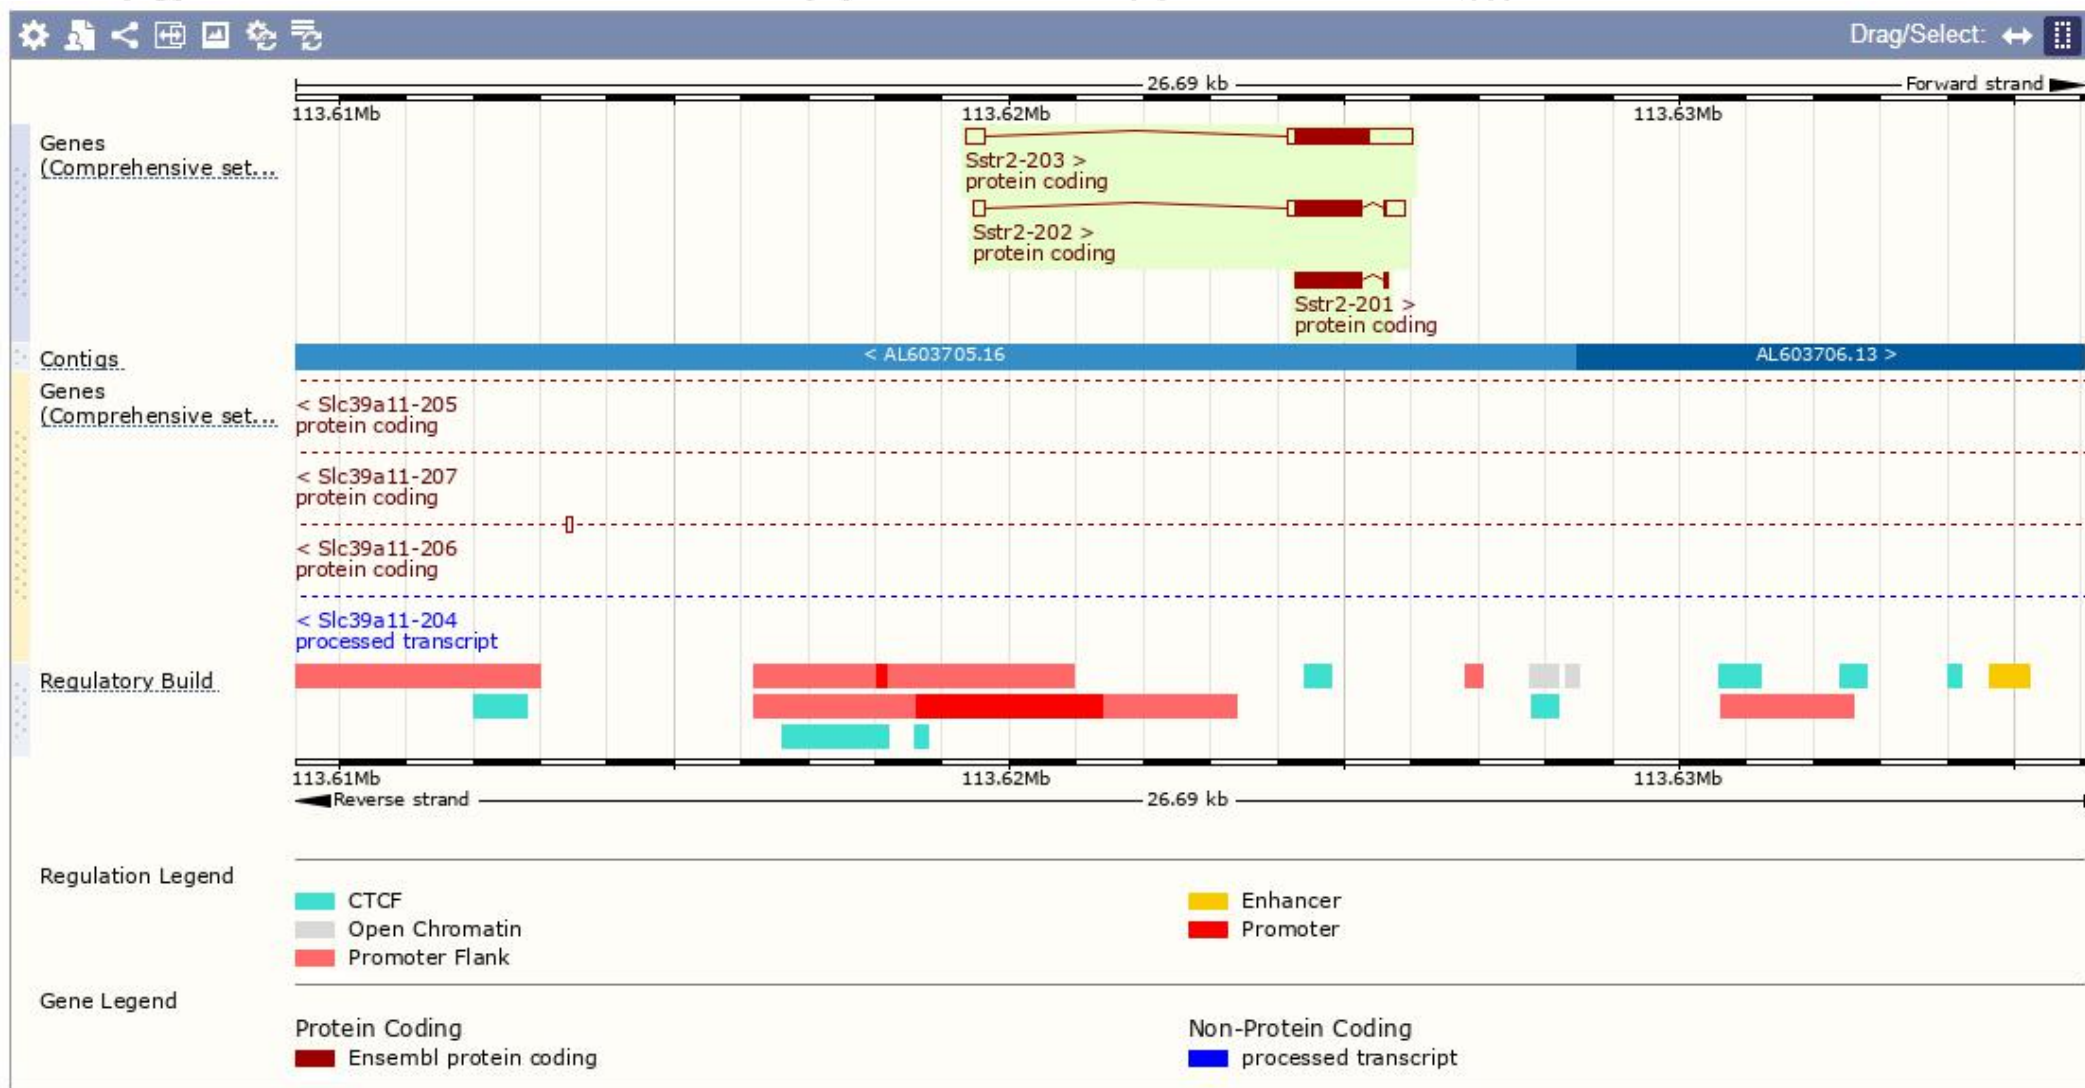 Drag/Select:
26.69 kb
Forward strand
113.61Mb 113.62Mb 113.63Mb
Genes
(Comprehensive set...
Sstr2-203 >
protein coding
Sstr2-202 >
protein coding
Sstr2-201 >
protein coding
Contigs
< AL603705.16
AL603706.13 >
Genes
(Comprehensive set...
< Slc39a11-205
protein coding
< Slc39a11-207
protein coding
< Slc39a11-206
protein coding
< Slc39a11-204
processed transcript
Regulatory Build
113.61Mb 113.62Mb 113.63Mb
Reverse strand
26.69 kb
Regulation Legend
CTCF
Enhancer
Open Chromatin
Promoter
Promoter Flank
Gene Legend
Protein Coding
Non-Protein Coding
Ensembl protein coding
processed transcript